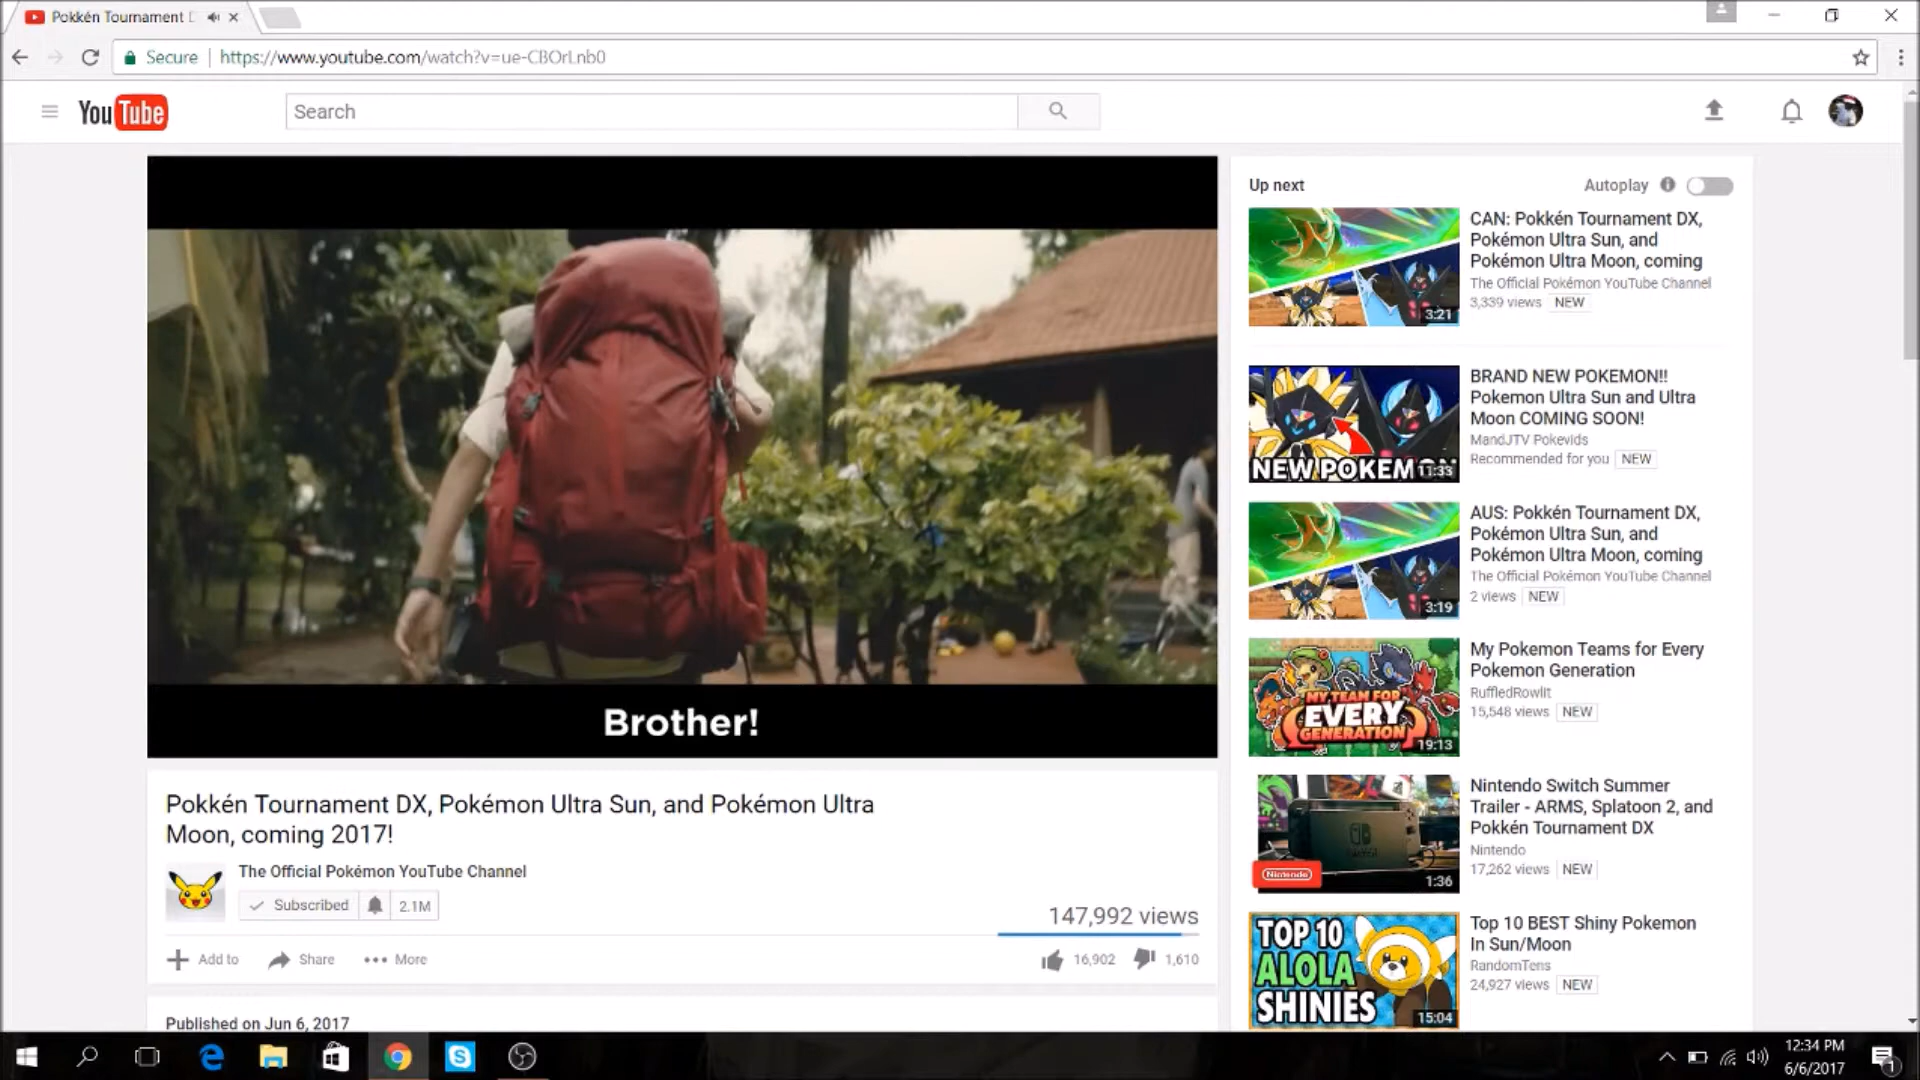 Pokkén Tournament D
Secure
https://www.youtube.com/watch?v=ue-CBOrLnb0
YouTube
Search
Brother!
Pokkén Tournament DX, Pokémon Ultra Sun, and Pokémon Ultra
Moon, coming 2017!
The Official Pokémon YouTube Channel
Subscribed
2.1M
147,992 views
Add to
Share
More
16,902
1,610
Published on Jun 6, 2017
Up next
Autoplay
3:21
CAN: Pokkén Tournament DX,
Pokémon Ultra Sun, and
Pokémon Ultra Moon, coming
The Official Pokémon YouTube Channel
3,339 views NEW
NEW POKEMON
11:33
BRAND NEW POKEMON!!
Pokemon Ultra Sun and Ultra
Moon COMING SOON!
MandJTV Pokevids
Recommended for you NEW
3:19
AUS: Pokkén Tournament DX,
Pokémon Ultra Sun, and
Pokémon Ultra Moon, coming
The Official Pokémon YouTube Channel
2 views NEW
MY TEAM FOR
EVERY
GENERATION
19:13
My Pokemon Teams for Every
Pokemon Generation
RuffledRowlit
15,548 views NEW
Nintendo
1:36
Nintendo Switch Summer
Trailer - ARMS, Splatoon 2, and
Pokkén Tournament DX
Nintendo
17,262 views NEW
TOP 10
ALOLA
SHINIES
15:04
Top 10 BEST Shiny Pokemon
In Sun/Moon
RandomTens
24,927 views NEW
12:34 PM
6/6/2017
1